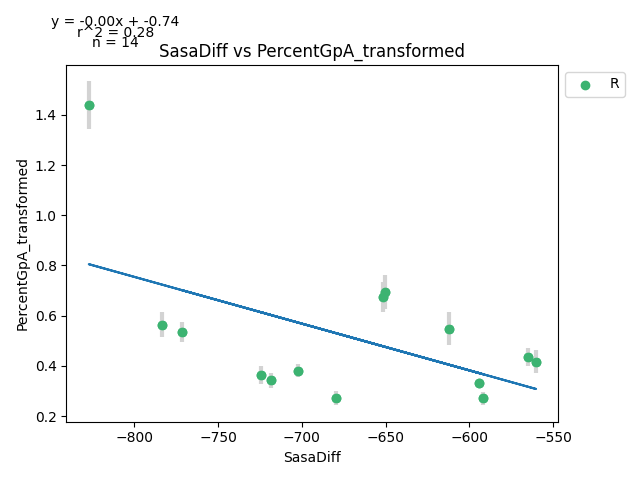 y = -0.00x + -0.74
r^2 = 0.28
n = 14
SasaDiff vs PercentGpA_transformed
R
PercentGpA_transformed
1.4
1.2
1.0
0.8
0.6
0.4
0.2
−800
−750
−700
−650
−600
−550
SasaDiff